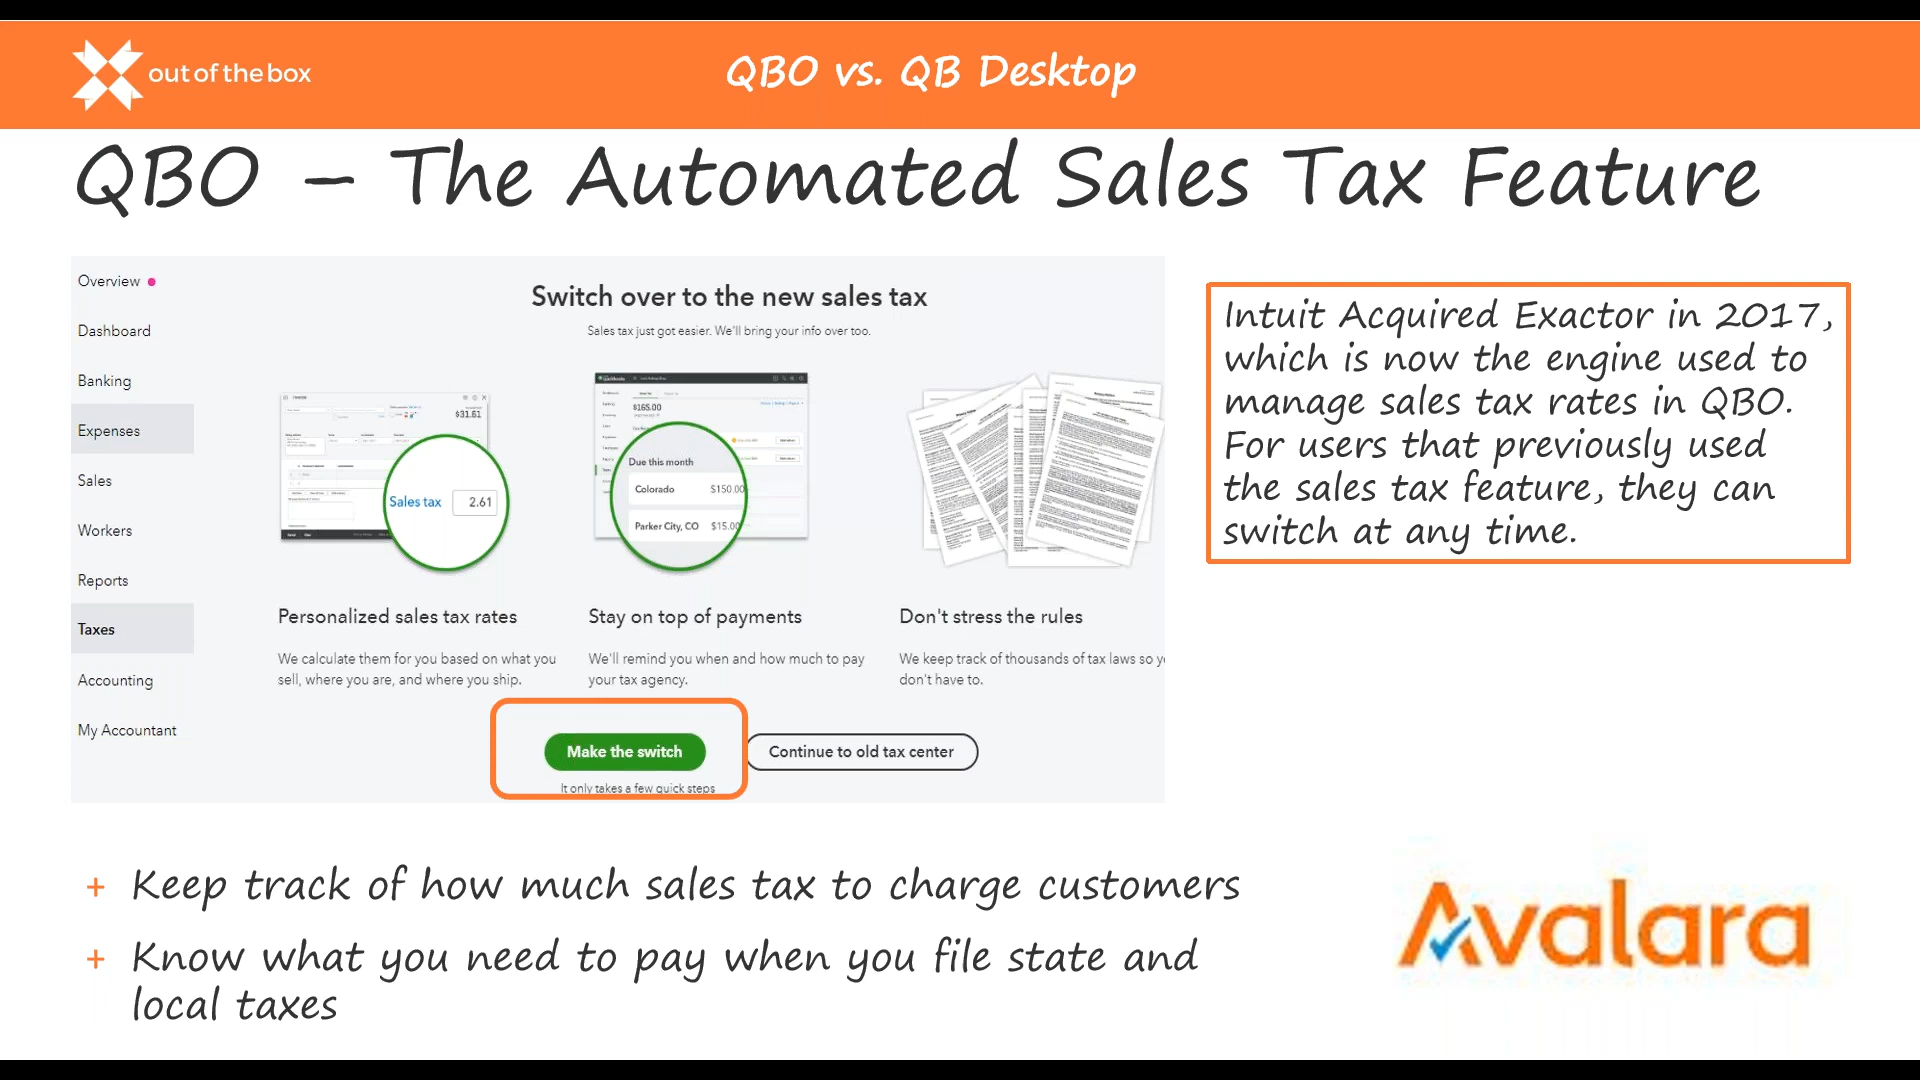 out of the box
QBO vs. QB Desktop
QBO – The Automated Sales Tax Feature
Overview
Dashboard
Banking
Expenses
Sales
Workers
Reports
Taxes
Accounting
My Accountant
Switch over to the new sales tax
Sales tax just got easier. We'll bring your info over too.
$31.61
Sales tax 2.61
$165.00
Due this month
Colorado $150.00
Parker City, CO $15.00
Personalized sales tax rates
We calculate them for you based on what you
sell, where you are, and where you ship.
Stay on top of payments
We'll remind you when and how much to pay
your tax agency.
Don't stress the rules
We keep track of thousands of tax laws so
don't have to.
Make the switch
It only takes a few quick steps
Continue to old tax center
Intuit Acquired Exactor in 2017,
which is now the engine used to
manage sales tax rates in QBO.
For users that previously used
the sales tax feature, they can
switch at any time.
+ Keep track of how much sales tax to charge customers
+ Know what you need to pay when you file state and
local taxes
Avalara